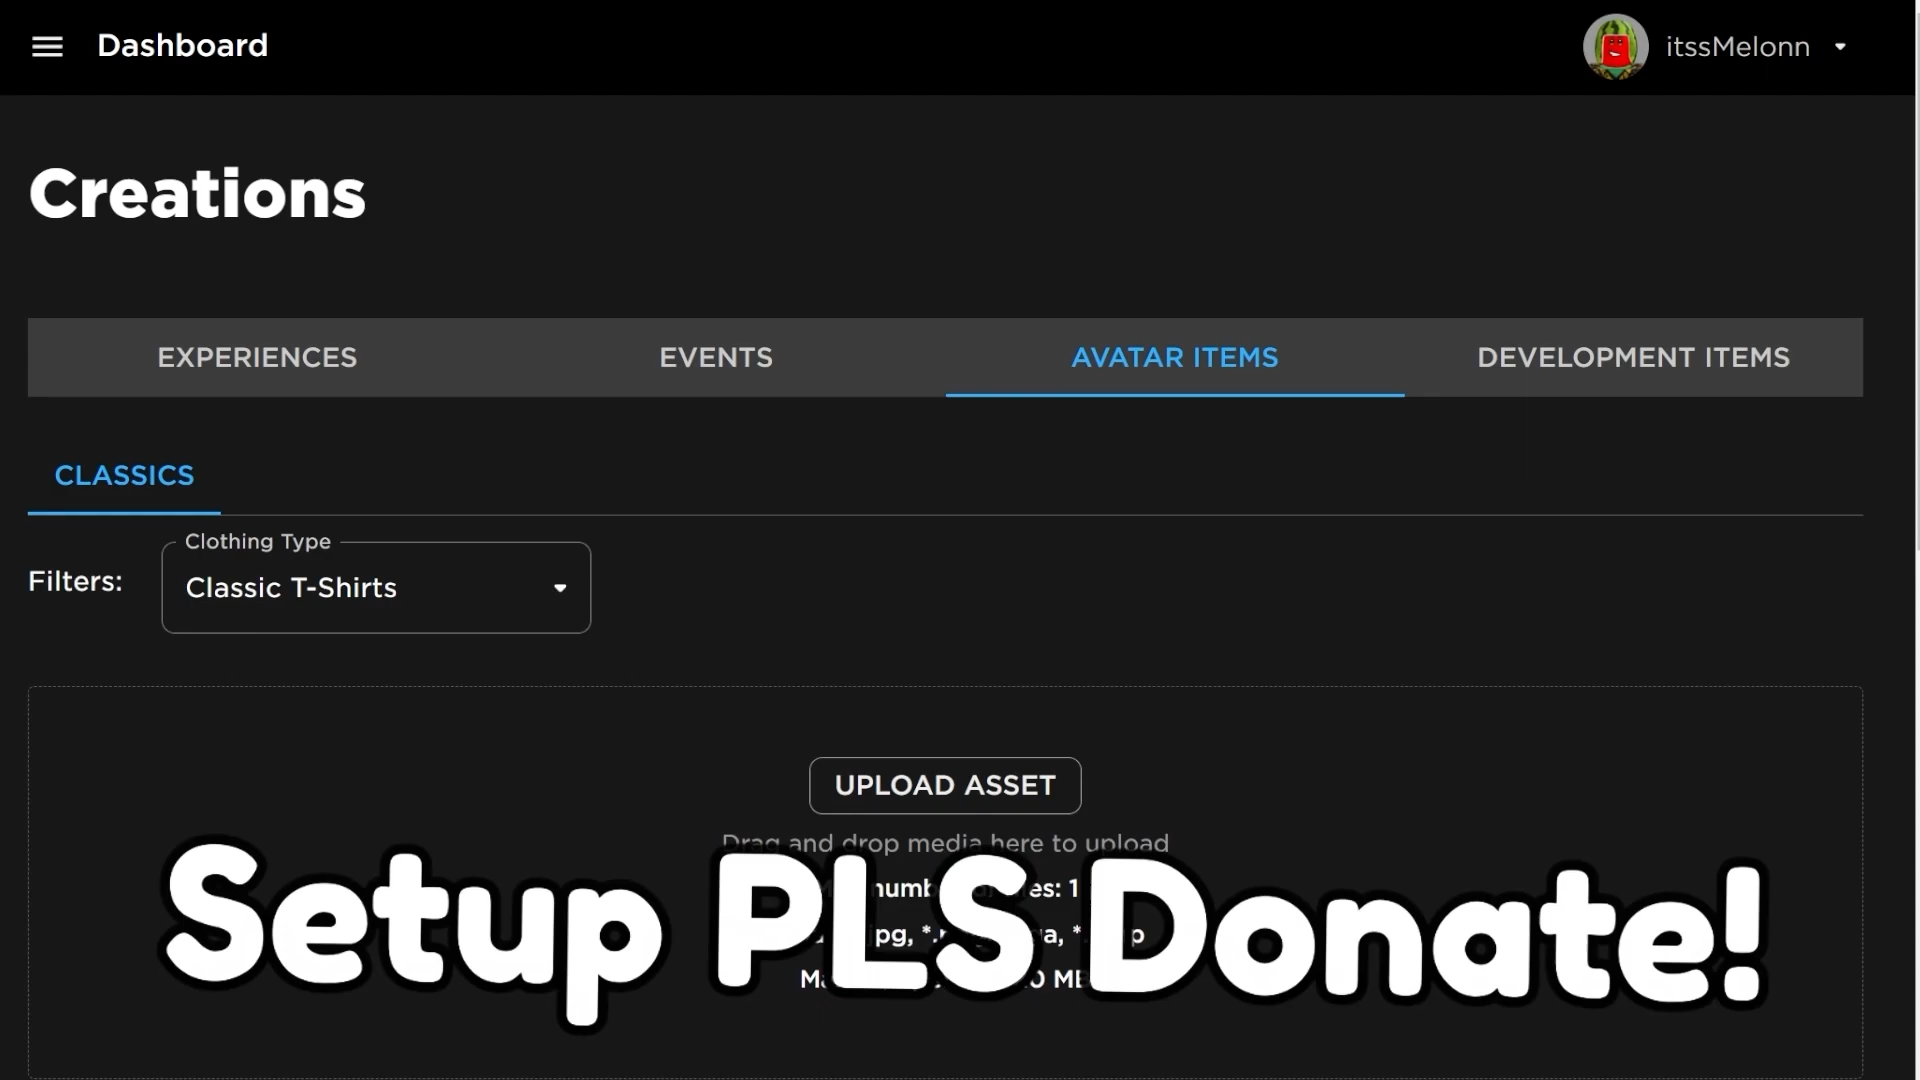 Dashboard
itssMelonn
Creations
EXPERIENCES
EVENTS
AVATAR ITEMS
DEVELOPMENT ITEMS
CLASSICS
Clothing Type
Filters:
Classic T-Shirts
UPLOAD ASSET
Drag and drop media here to upload
1
Setup PLS Donate!